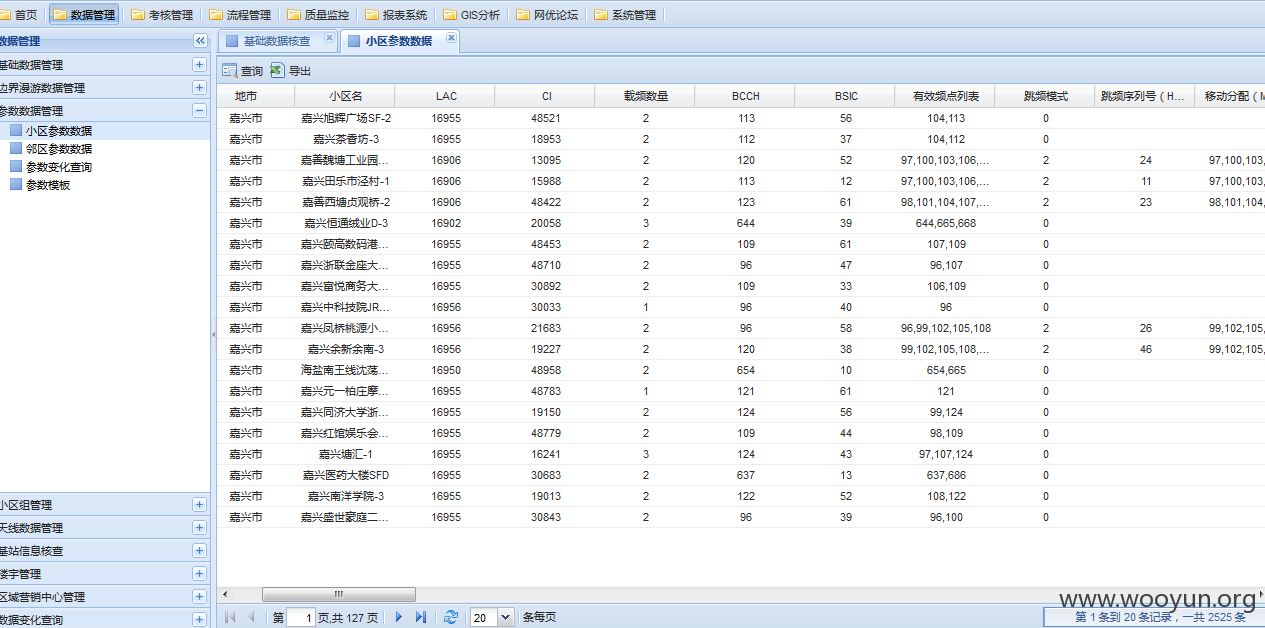 首页 数据管理 考核管理 流程管理 质量监控 报表系统 GIS分析 网优论坛 系统管理
数据管理
基础数据管理
边界漫游数据管理
参数数据管理
小区参数数据
邻区参数数据
参数变化查询
参数模板
小区组管理
天线数据管理
基站信息核查
楼宇管理
区域营销中心管理
数据变化查询
基础数据核查 小区参数数据
查询 导出
地市 小区名 LAC CI 载频数量 BCCH BSIC 有效频点列表 跳频模式 跳频序列号（H... 移动分配（M
嘉兴市 嘉兴旭辉广场SF-2 16955 48521 2 113 56 104,113 0
嘉兴市 嘉兴茶香坊-3 16955 18953 2 112 37 104,112 0
嘉兴市 嘉善魏塘工业园... 16906 13095 2 120 52 97,100,103,106,... 2 24 97,100,103,
嘉兴市 嘉兴田乐市泾村-1 16906 15988 2 113 12 97,100,103,106,... 2 11 97,100,103,
嘉兴市 嘉善西塘贞观桥-2 16906 48422 2 123 61 98,101,104,107,... 2 23 98,101,104,
嘉兴市 嘉兴恒通绒业D-3 16902 20058 3 644 39 644,665,668 0
嘉兴市 嘉兴颐高数码港... 16955 48453 2 109 61 107,109 0
嘉兴市 嘉兴浙联金座大... 16955 48710 2 96 47 96,107 0
嘉兴市 嘉兴富悦商务大... 16955 30892 2 109 33 106,109 0
嘉兴市 嘉兴中科技院JR... 16956 30033 1 96 40 96 0
嘉兴市 嘉兴凤桥桃源小... 16956 21683 2 96 58 96,99,102,105,108 2 26 99,102,105,
嘉兴市 嘉兴余新余南-3 16956 19227 2 120 38 99,102,105,108,... 2 46 99,102,105,
嘉兴市 海盐南王线沈荡... 16950 48958 2 654 10 654,665 0
嘉兴市 嘉兴元一柏庄摩... 16955 48783 1 121 61 121 0
嘉兴市 嘉兴同济大学浙... 16955 19150 2 124 56 99,124 0
嘉兴市 嘉兴红馆娱乐会... 16955 48779 2 109 44 98,109 0
嘉兴市 嘉兴塘汇-1 16955 16241 3 124 43 97,107,124 0
嘉兴市 嘉兴医药大楼SFD 16955 30683 2 637 13 637,686 0
嘉兴市 嘉兴南洋学院-3 16955 19013 2 122 52 108,122 0
嘉兴市 嘉兴盛世豪庭二... 16955 30843 2 96 39 96,100 0
第 1 页,共 127 页 20 条每页
www.wooyun.org
第 1 条到 20 条记录，一共 2525 条